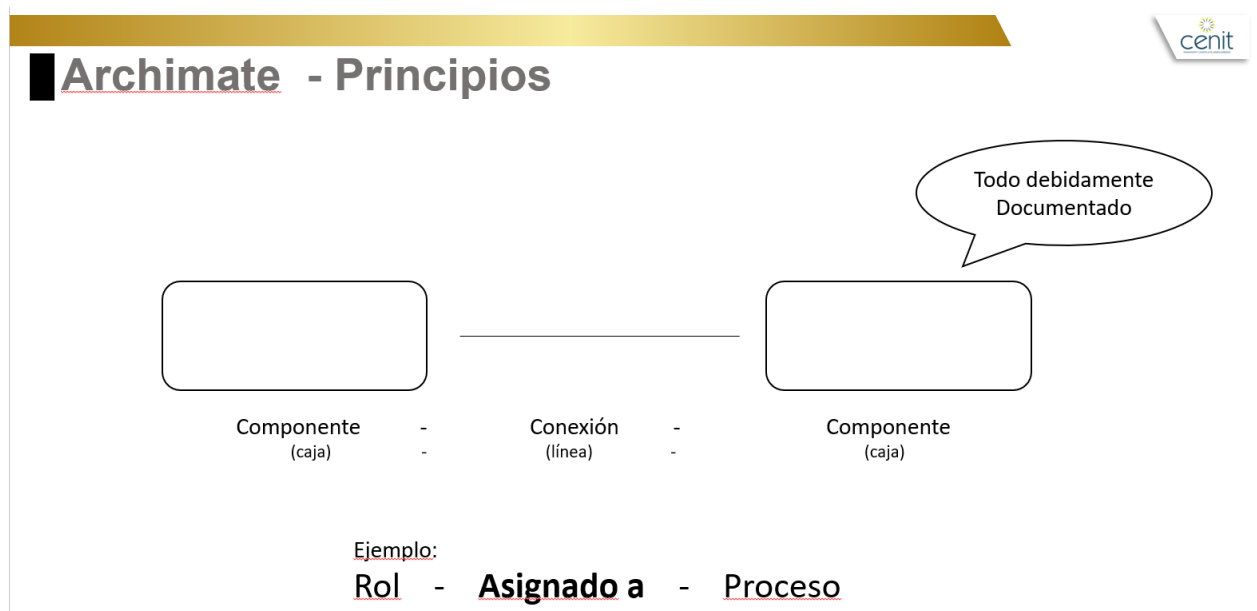 cenit
Archimate - Principios
Todo debidamente
Documentado
Componente - Conexión - Componente
(caja) - (línea) - (caja)
Ejemplo:
Rol - Asignado a - Proceso